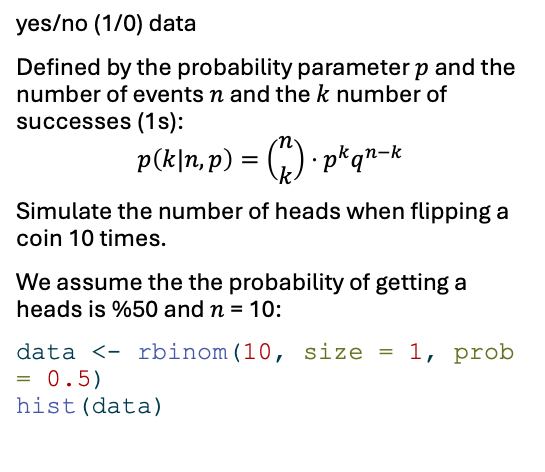 yes/no (1/0) data
Defined by the probability parameter p and the
number of events n and the k number of
successes (1s):
p(k|n, p) = (n k) · p^k q^{n−k}
Simulate the number of heads when flipping a
coin 10 times.
We assume the the probability of getting a
heads is %50 and n = 10:
data <- rbinom(10, size = 1, prob
= 0.5)
hist(data)